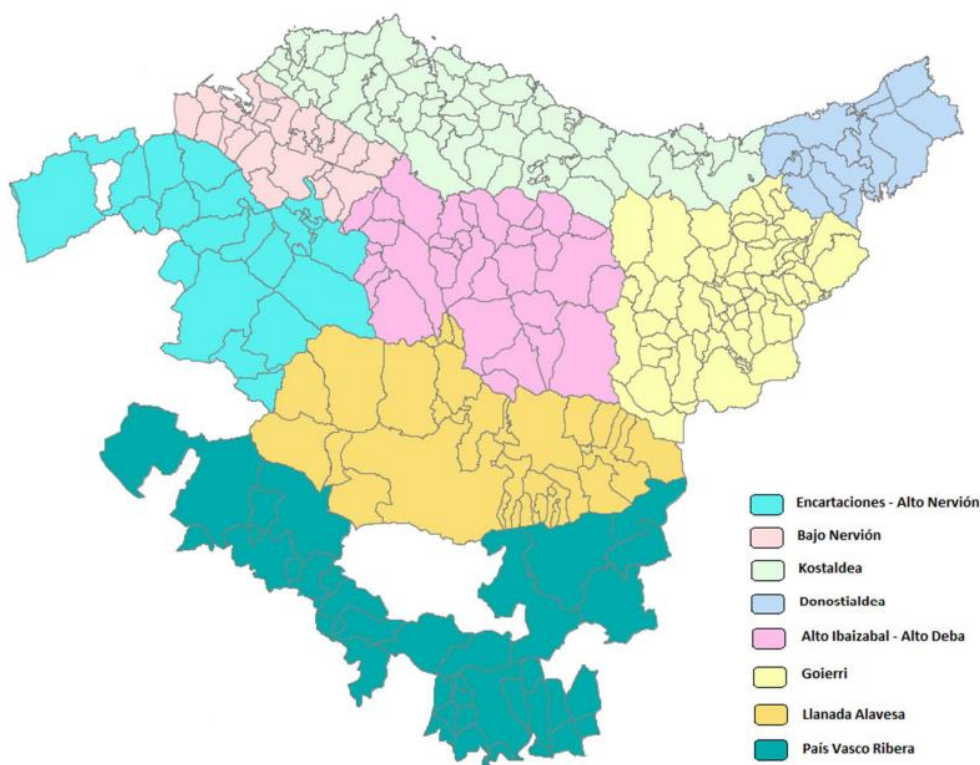 Encartaciones - Alto Nervión
Bajo Nervión
Kostaldea
Donostialdea
Alto Ibaizabal - Alto Deba
Goierri
Llanada Alavesa
País Vasco Ribera